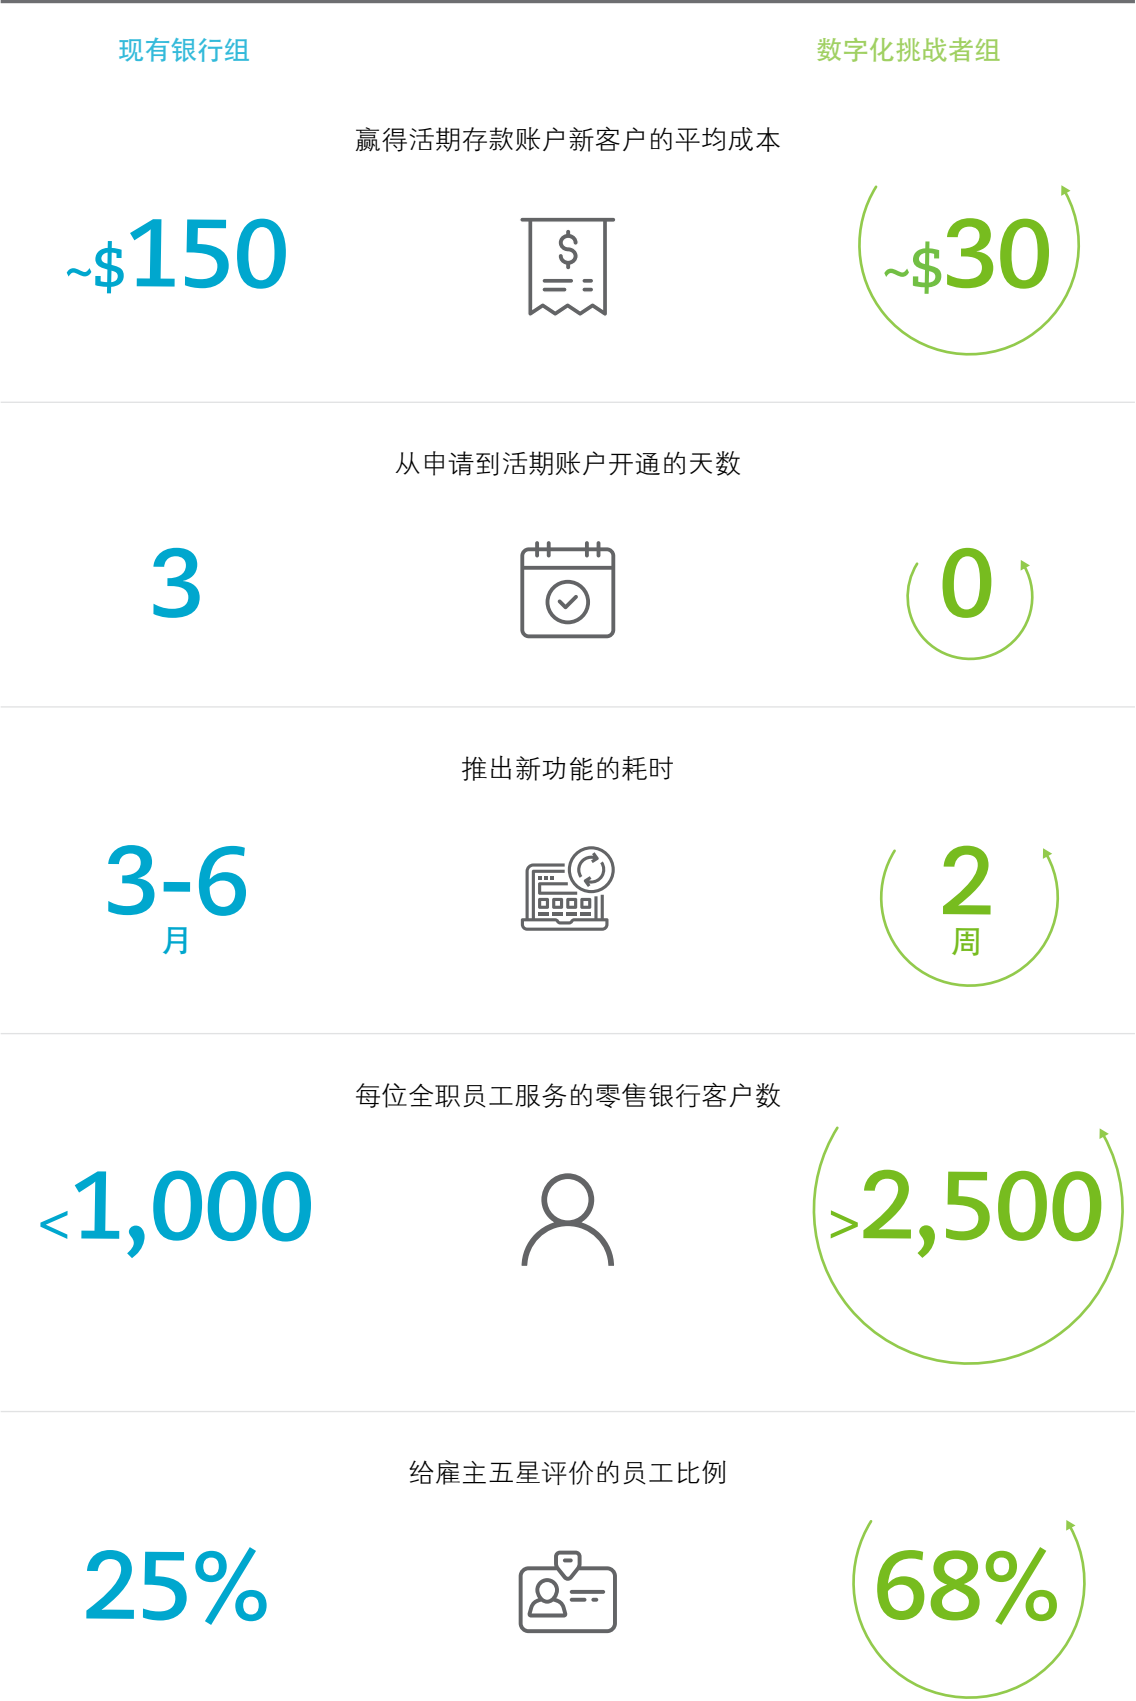 现有银行组
数字化挑战者组
赢得活期存款账户新客户的平均成本
~$150
~$30
从申请到活期账户开通的天数
3
0
推出新功能的耗时
3-6
月
2
周
每位全职员工服务的零售银行客户数
<1,000
>2,500
给雇主五星评价的员工比例
25%
68%